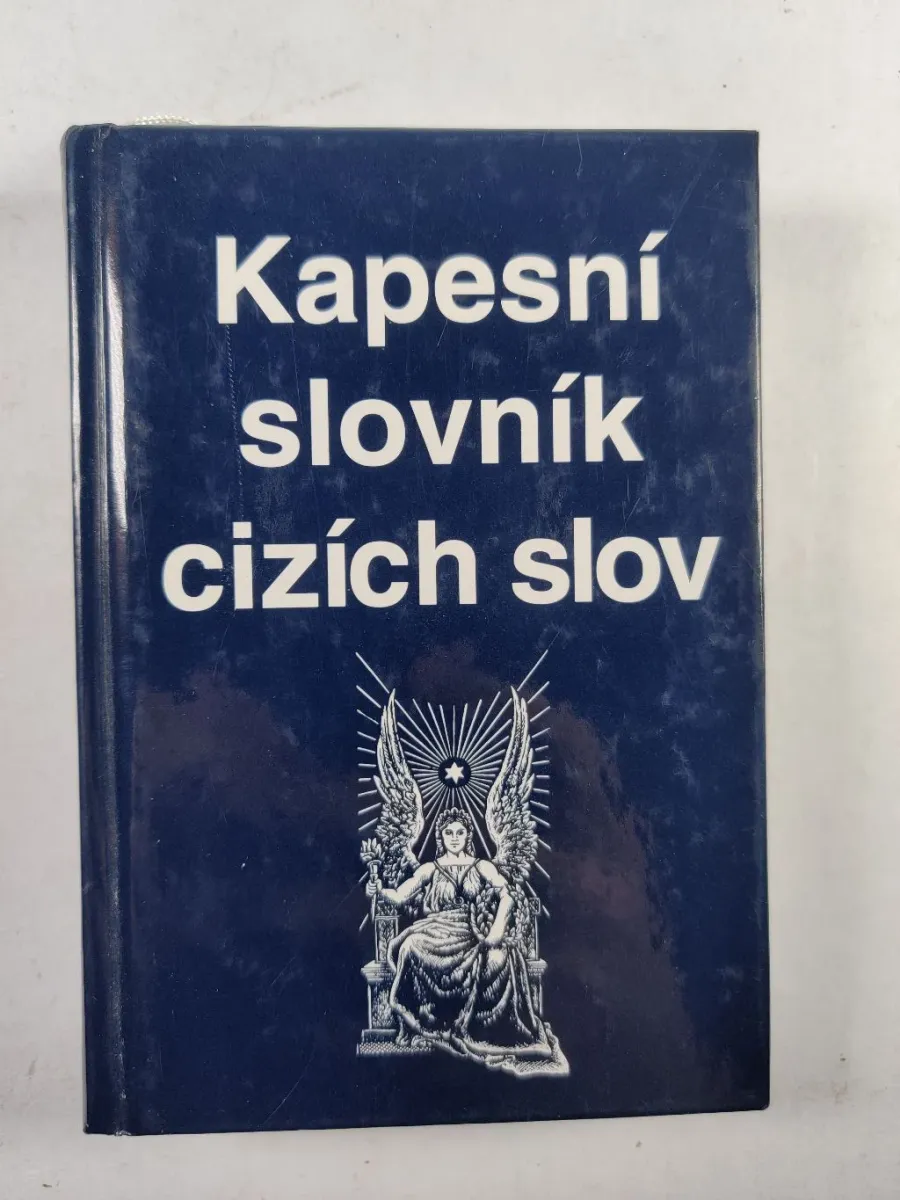 Kapesní
slovník
cizích slov